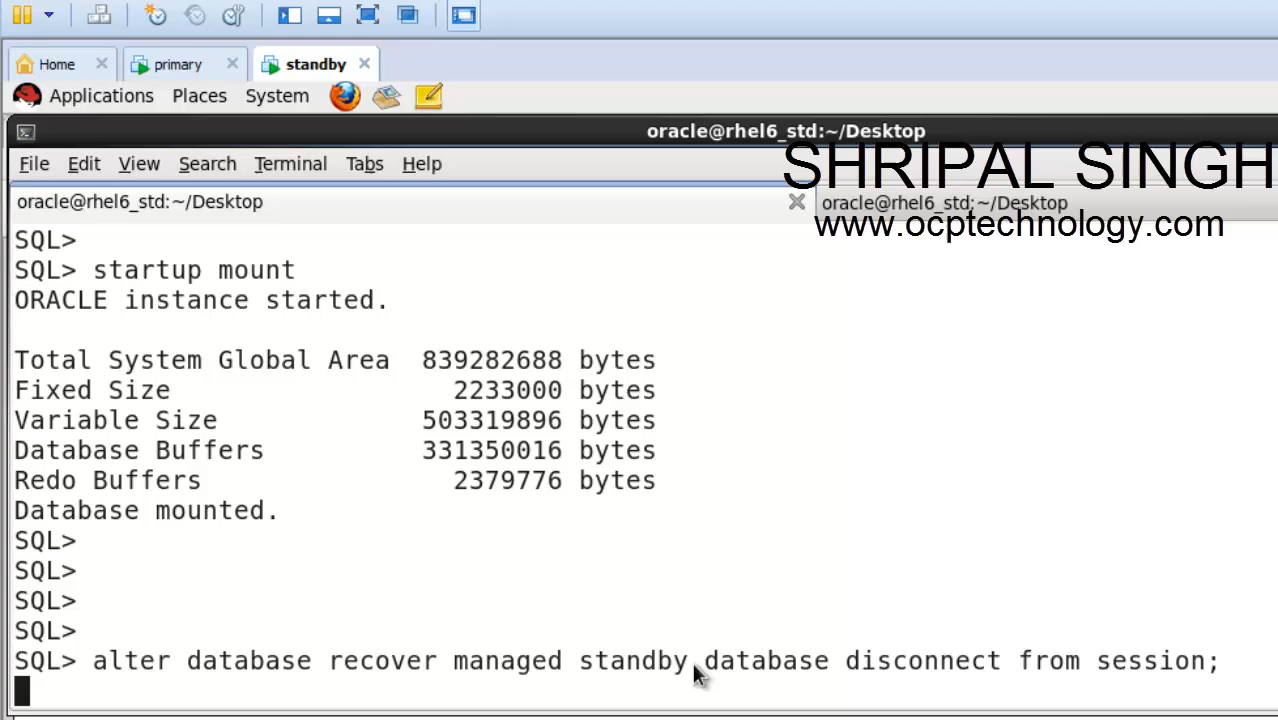 Home
primary
standby
Applications Places System
oracle@rhel6_std:~/Desktop
SHRIPAL SINGH
File Edit View Search Terminal Tabs Help
oracle@rhel6_std:~/Desktop
oracle@rhel6_std:~/Desktop
www.ocptechnology.com
SQL>
SQL> startup mount
ORACLE instance started.
Total System Global Area 839282688 bytes
Fixed Size 2233000 bytes
Variable Size 503319896 bytes
Database Buffers 331350016 bytes
Redo Buffers 2379776 bytes
Database mounted.
SQL>
SQL>
SQL>
SQL>
SQL> alter database recover managed standby database disconnect from session;